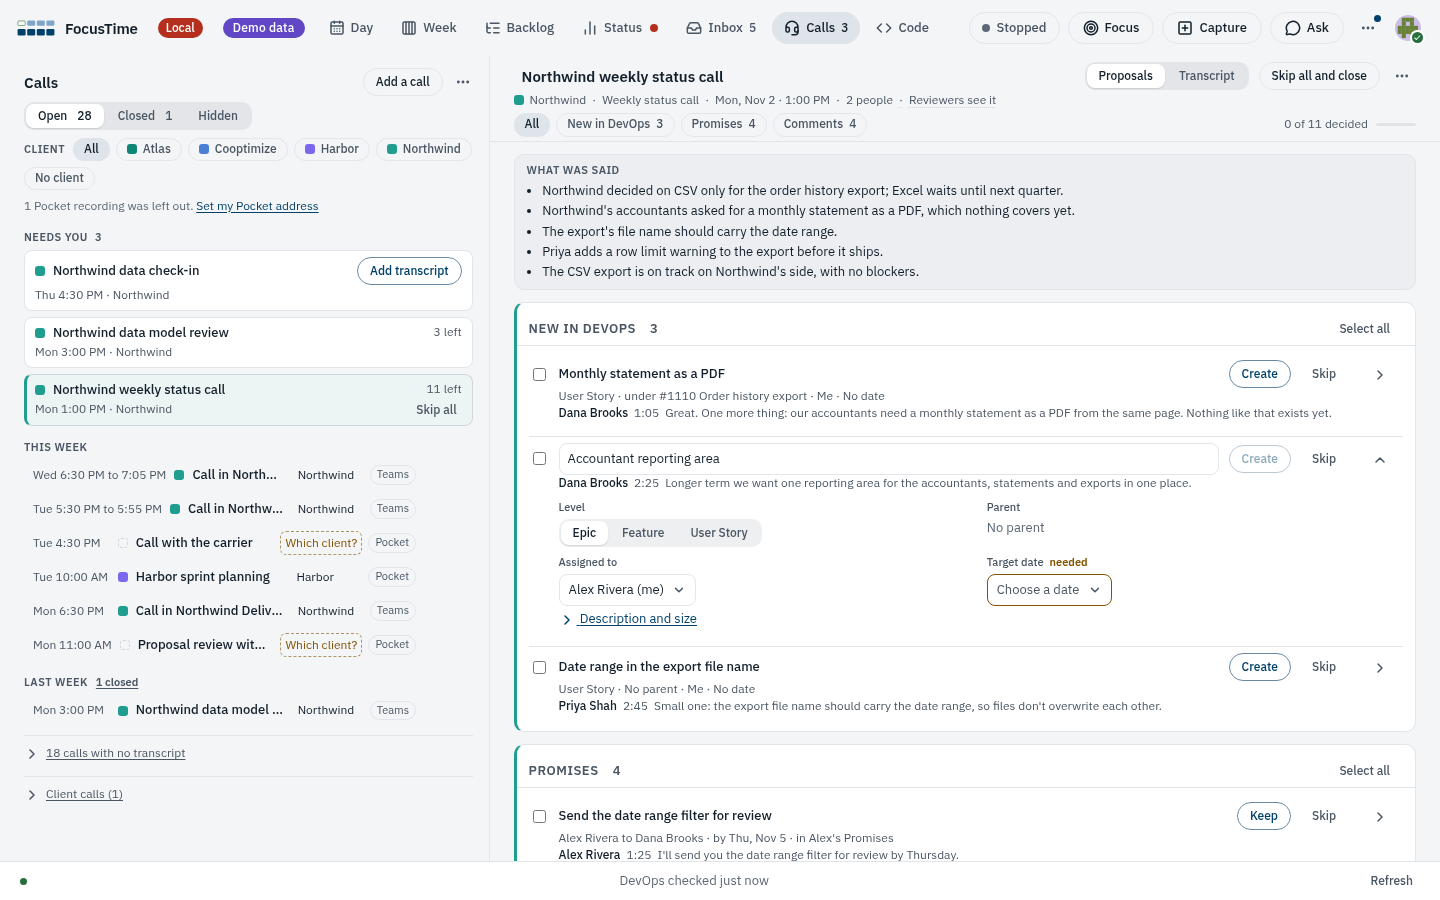 FocusTime
Local
Demo data
Day
Week
Backlog
Status
Inbox 5
Calls 3
Code
Stopped
Focus
Capture
Ask
Calls
Add a call
Open 28
Closed 1
Hidden
CLIENT
All
Atlas
Cooptimize
Harbor
Northwind
No client
1 Pocket recording was left out. Set my Pocket address
NEEDS YOU 3
Northwind data check-in
Add transcript
Thu 4:30 PM · Northwind
Northwind data model review
3 left
Mon 3:00 PM · Northwind
Northwind weekly status call
11 left
Mon 1:00 PM · Northwind
Skip all
THIS WEEK
Wed 6:30 PM to 7:05 PM Call in North... Northwind Teams
Tue 5:30 PM to 5:55 PM Call in Northw... Northwind Teams
Tue 4:30 PM Call with the carrier Which client? Pocket
Tue 10:00 AM Harbor sprint planning Harbor Pocket
Mon 6:30 PM Call in Northwind Deliv... Northwind Teams
Mon 11:00 AM Proposal review wit... Which client? Pocket
LAST WEEK 1 closed
Mon 3:00 PM Northwind data model ... Northwind Teams
18 calls with no transcript
Client calls (1)
Northwind weekly status call
Proposals
Transcript
Skip all and close
Northwind · Weekly status call · Mon, Nov 2 · 1:00 PM · 2 people · Reviewers see it
All
New in DevOps 3
Promises 4
Comments 4
0 of 11 decided
WHAT WAS SAID
• Northwind decided on CSV only for the order history export; Excel waits until next quarter.
• Northwind's accountants asked for a monthly statement as a PDF, which nothing covers yet.
• The export's file name should carry the date range.
• Priya adds a row limit warning to the export before it ships.
• The CSV export is on track on Northwind's side, with no blockers.
NEW IN DEVOPS 3
Select all
Monthly statement as a PDF
Create
Skip
User Story · under #1110 Order history export · Me · No date
Dana Brooks 1:05 Great. One more thing: our accountants need a monthly statement as a PDF from the same page. Nothing like that exists yet.
Accountant reporting area
Create
Skip
Dana Brooks 2:25 Longer term we want one reporting area for the accountants, statements and exports in one place.
Level
Parent
Epic
Feature
User Story
No parent
Assigned to
Target date needed
Alex Rivera (me)
Choose a date
Description and size
Date range in the export file name
Create
Skip
User Story · No parent · Me · No date
Priya Shah 2:45 Small one: the export file name should carry the date range, so files don't overwrite each other.
PROMISES 4
Select all
Send the date range filter for review
Keep
Skip
Alex Rivera to Dana Brooks · by Thu, Nov 5 · in Alex's Promises
Alex Rivera 1:25 I'll send you the date range filter for review by Thursday.
DevOps checked just now
Refresh